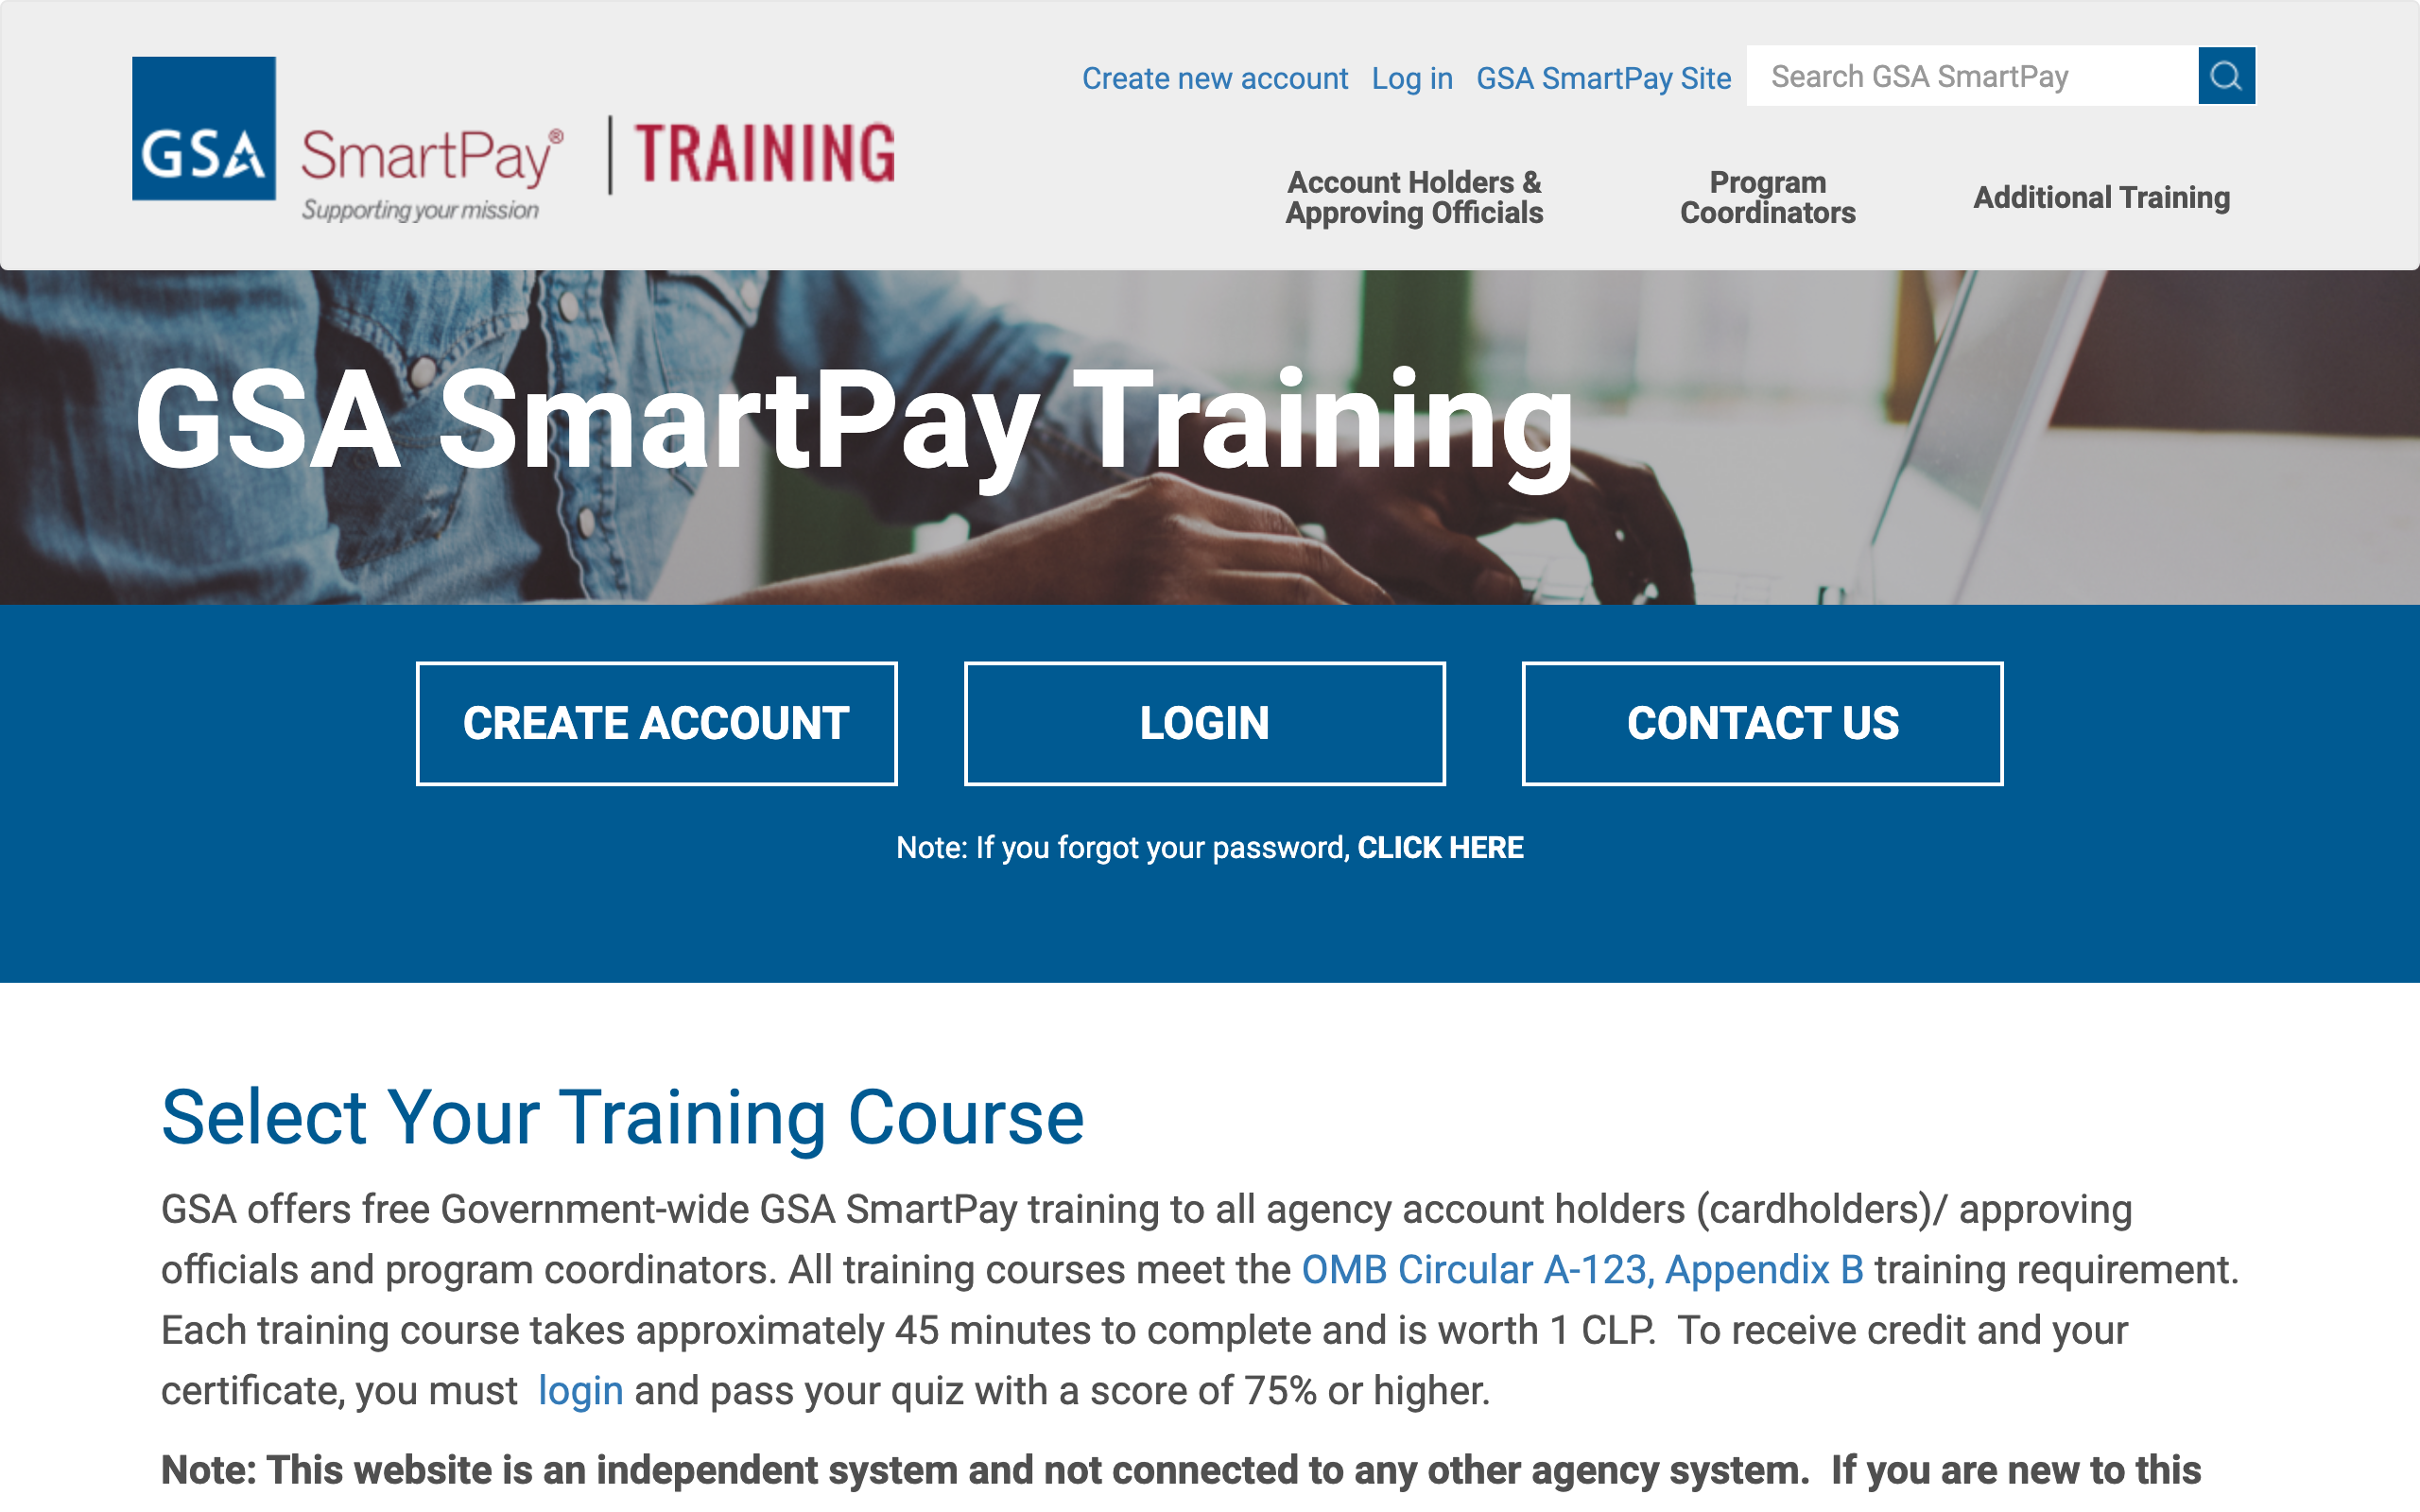 Create new account Log in GSA SmartPay Site Search GSA SmartPay
GSA SmartPay® | TRAINING
Supporting your mission
Account Holders &
Approving Officials
Program
Coordinators
Additional Training
GSA SmartPay Training
CREATE ACCOUNT LOGIN CONTACT US
Note: If you forgot your password, CLICK HERE
Select Your Training Course
GSA offers free Government-wide GSA SmartPay training to all agency account holders (cardholders)/ approving
officials and program coordinators. All training courses meet the OMB Circular A-123, Appendix B training requirement.
Each training course takes approximately 45 minutes to complete and is worth 1 CLP.  To receive credit and your
certificate, you must  login and pass your quiz with a score of 75% or higher.
Note: This website is an independent system and not connected to any other agency system.  If you are new to this